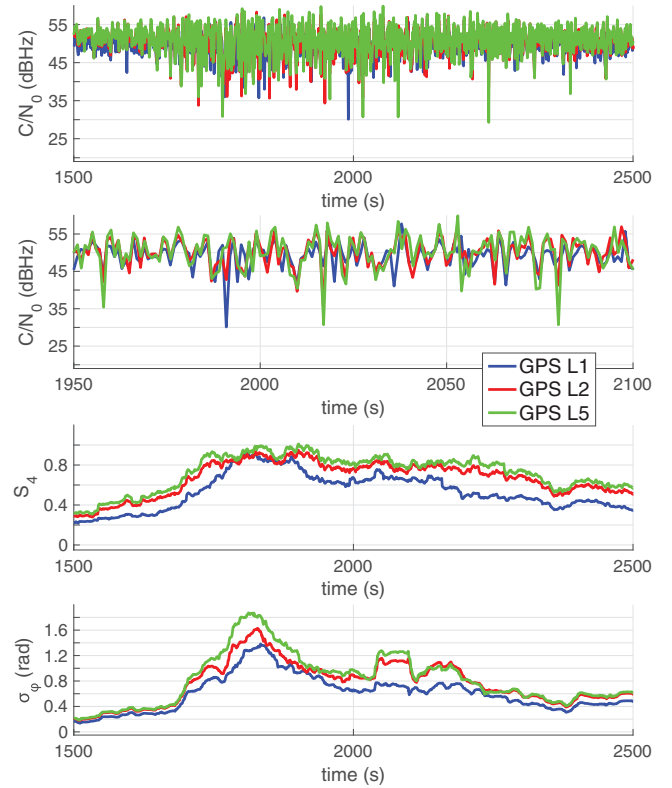 55
45
35
25
C/N₀ (dBHz)
1500 2000 2500
time (s)
55
45
35
25
C/N₀ (dBHz)
1950 2000 2050 2100
time (s)
GPS L1
GPS L2
GPS L5
0.8
0.4
0
S₄
1500 2000 2500
time (s)
1.6
1.2
0.8
0.4
0
σφ (rad)
1500 2000 2500
time (s)